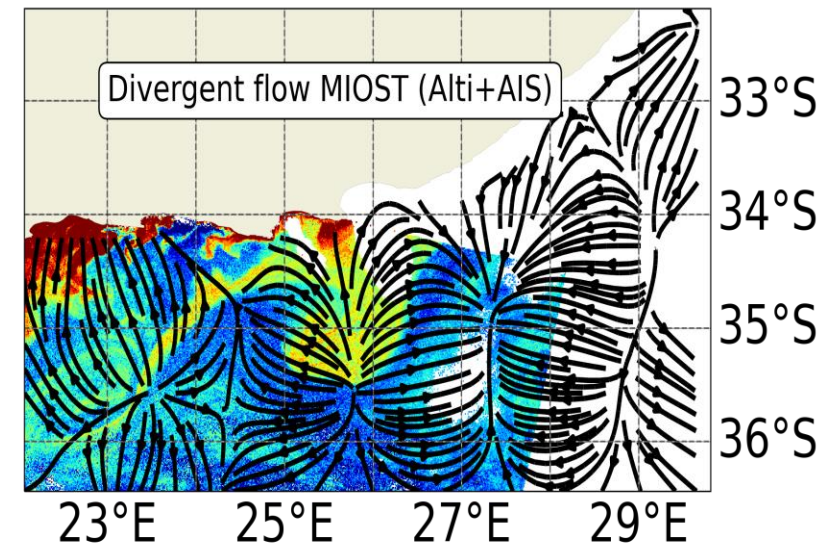 Divergent flow MIOST (Alti+AIS)
33°S
34°S
35°S
36°S
23°E 25°E 27°E 29°E